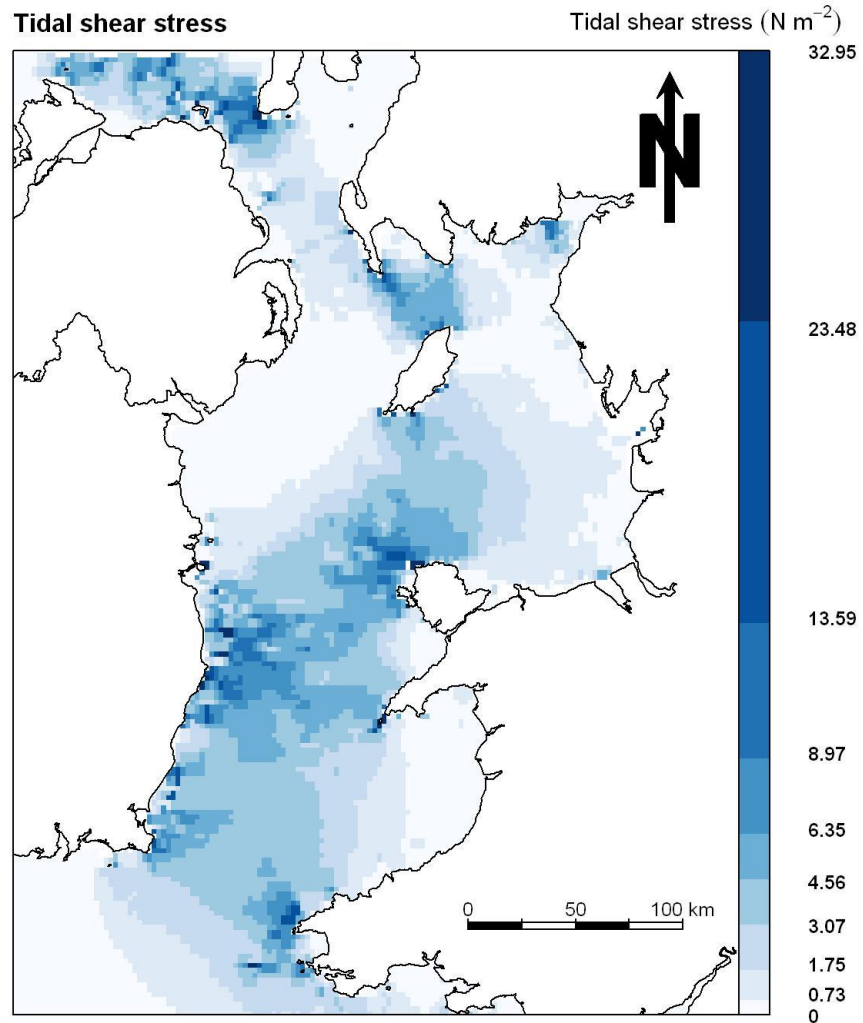 Tidal shear stress
Tidal shear stress (N m⁻²)
32.95
N
23.48
13.59
8.97
6.35
4.56
0 50 100 km
3.07
1.75
0.73
0